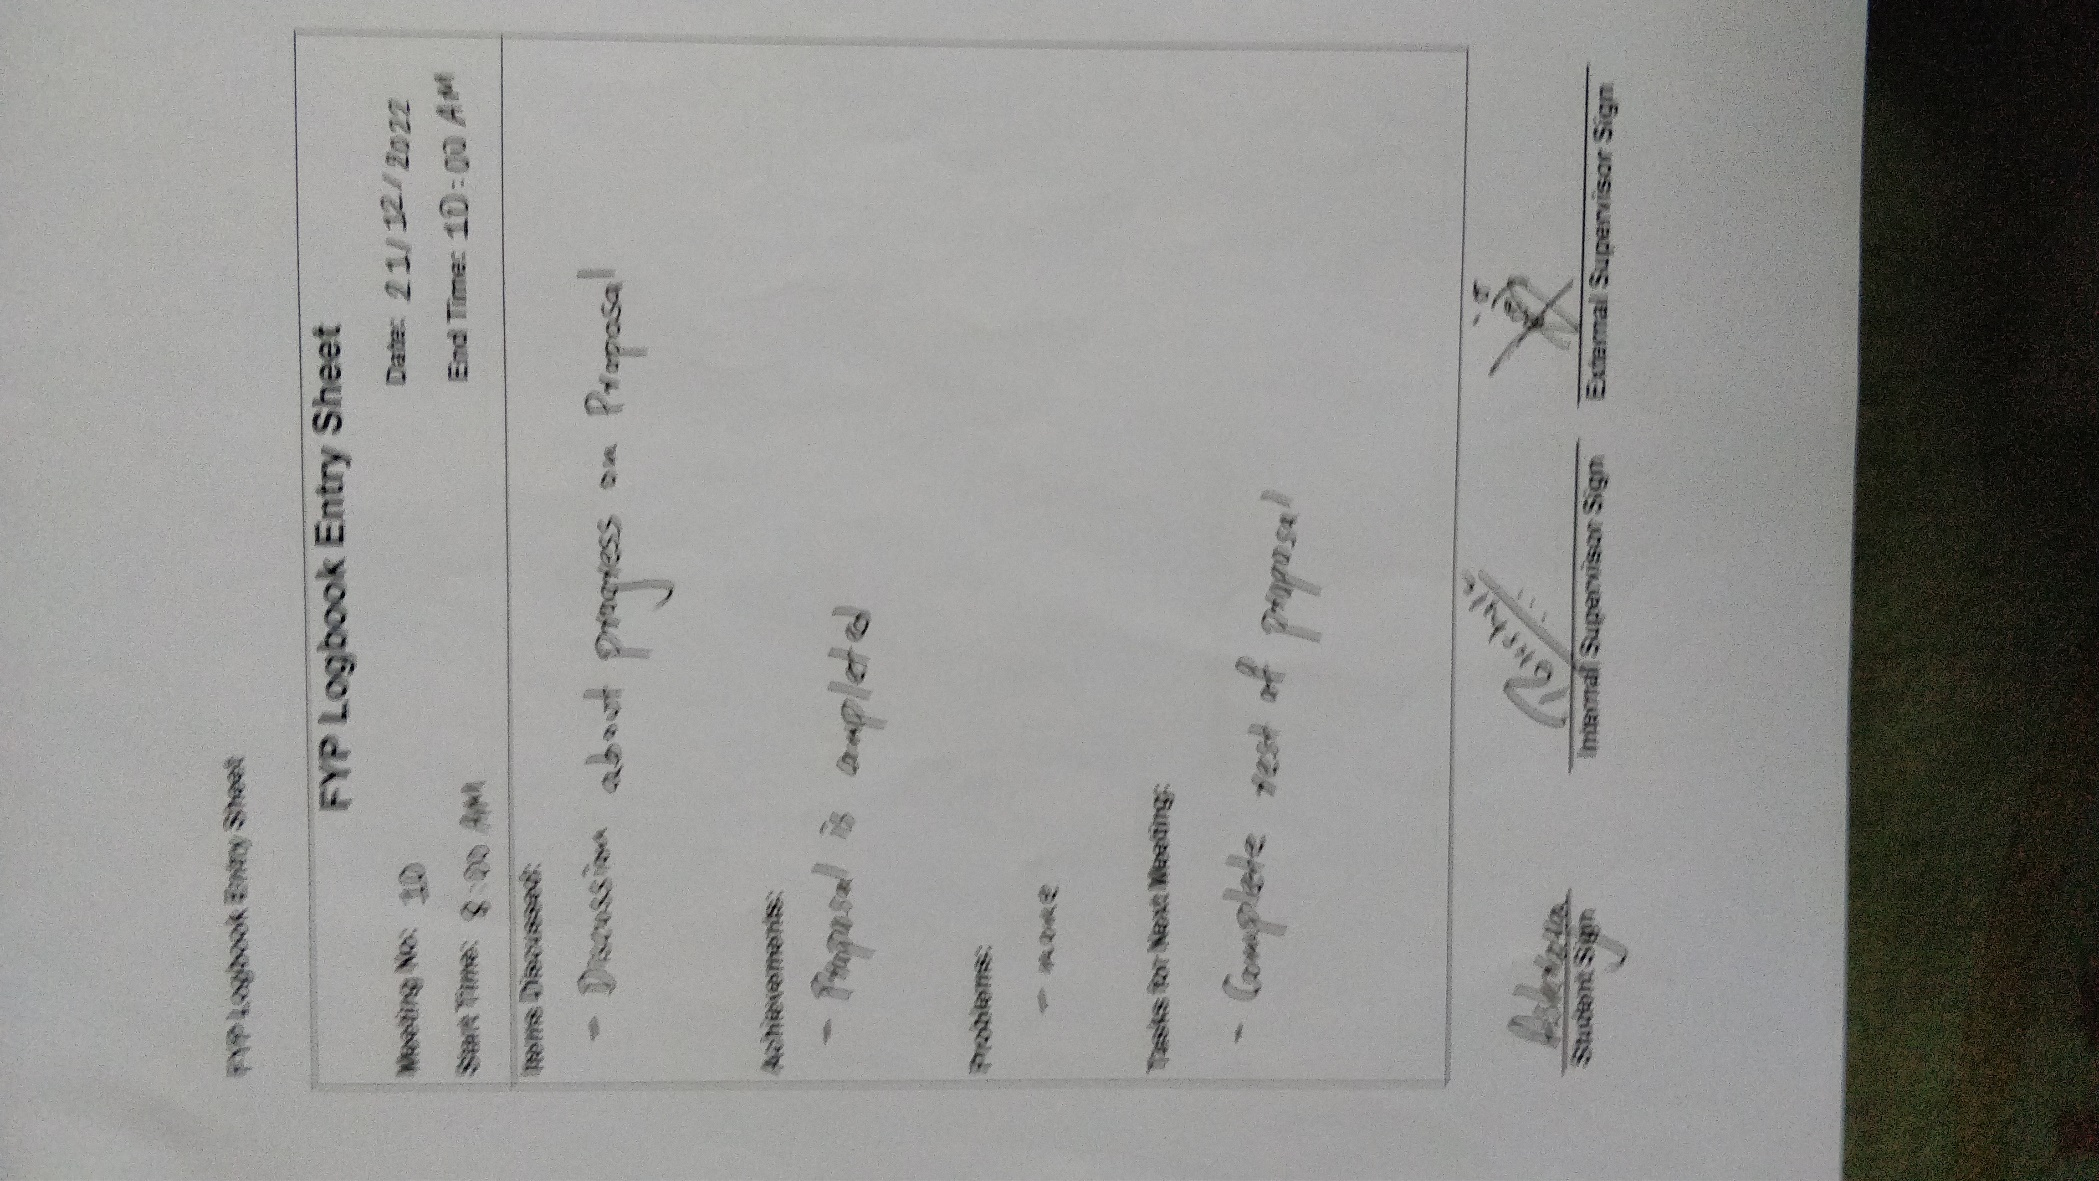 FYP Logbook Entry Sheet
FYP Logbook Entry Sheet
Meeting No: 10 Date: 21/12/2022
Start Time: 8:00 AM End Time: 10:00 AM
Items Discussed:
- Discussion about progress on Proposal
Achievements:
- Proposal is completed
Problems:
- none
Tasks for Next Meeting:
- Complete rest of proposal
Student Sign Internal Supervisor Sign External Supervisor Sign